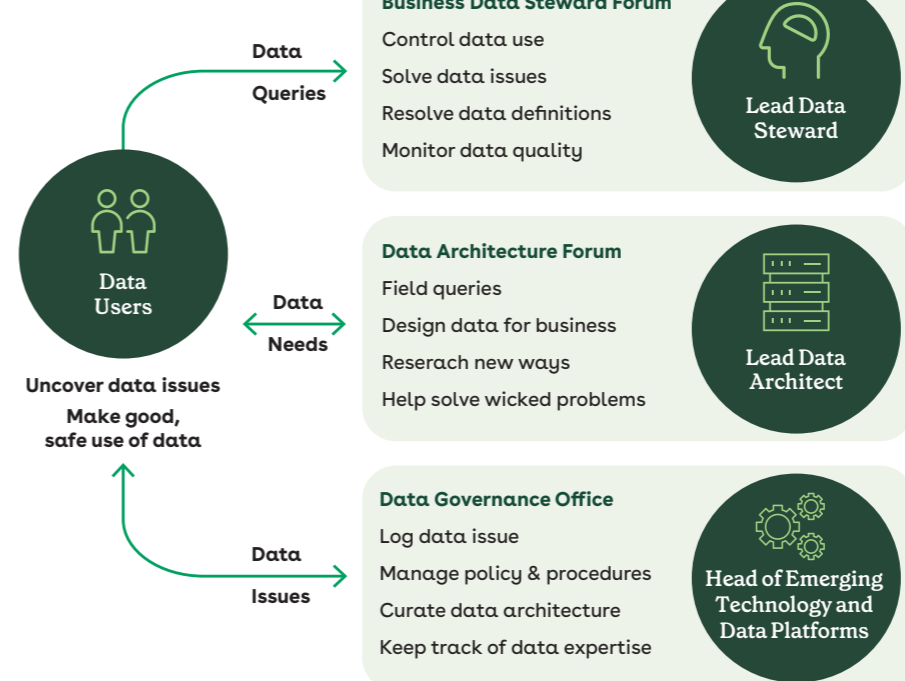 Business Data Steward Forum
Control data use
Solve data issues
Resolve data definitions
Monitor data quality
Lead Data
Steward
Data
Queries
Data
Users
Uncover data issues
Make good,
safe use of data
Data
Needs
Data Architecture Forum
Field queries
Design data for business
Reserach new ways
Help solve wicked problems
Lead Data
Architect
Data
Issues
Data Governance Office
Log data issue
Manage policy & procedures
Curate data architecture
Keep track of data expertise
Head of Emerging
Technology and
Data Platforms